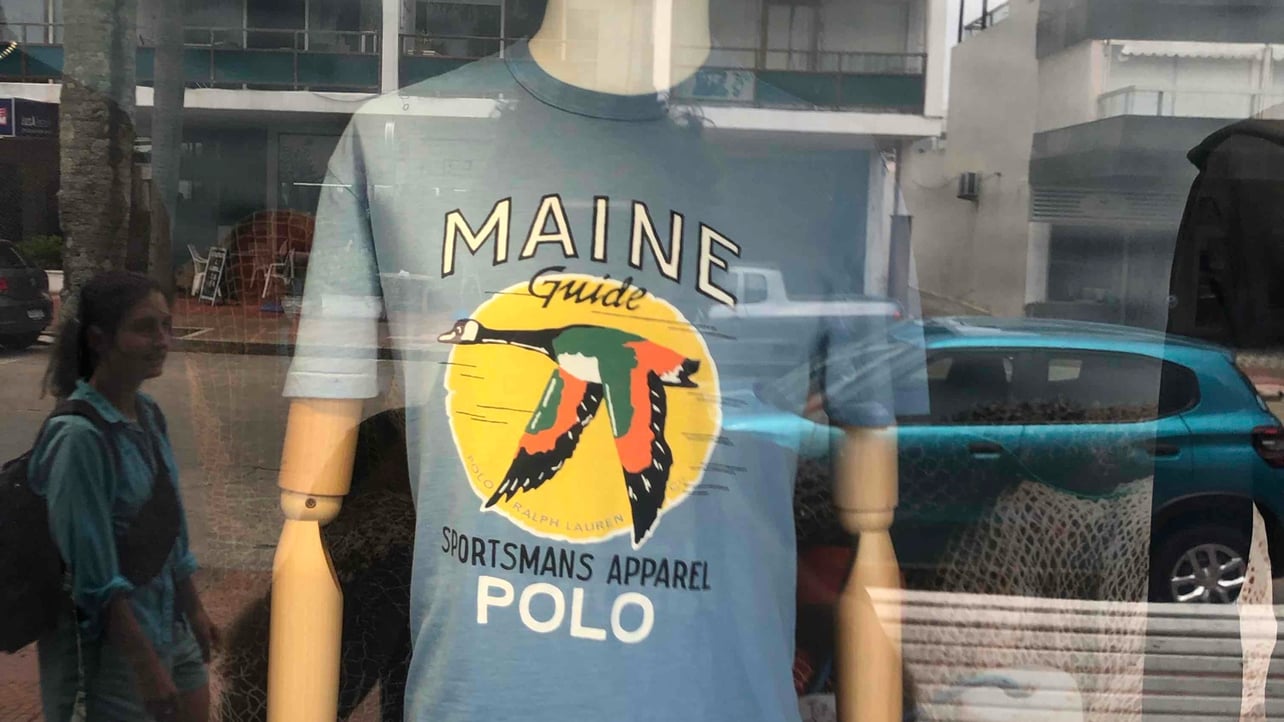 MAINE
Guide
POLO RALPH LAUREN
SPORTSMANS APPAREL
POLO